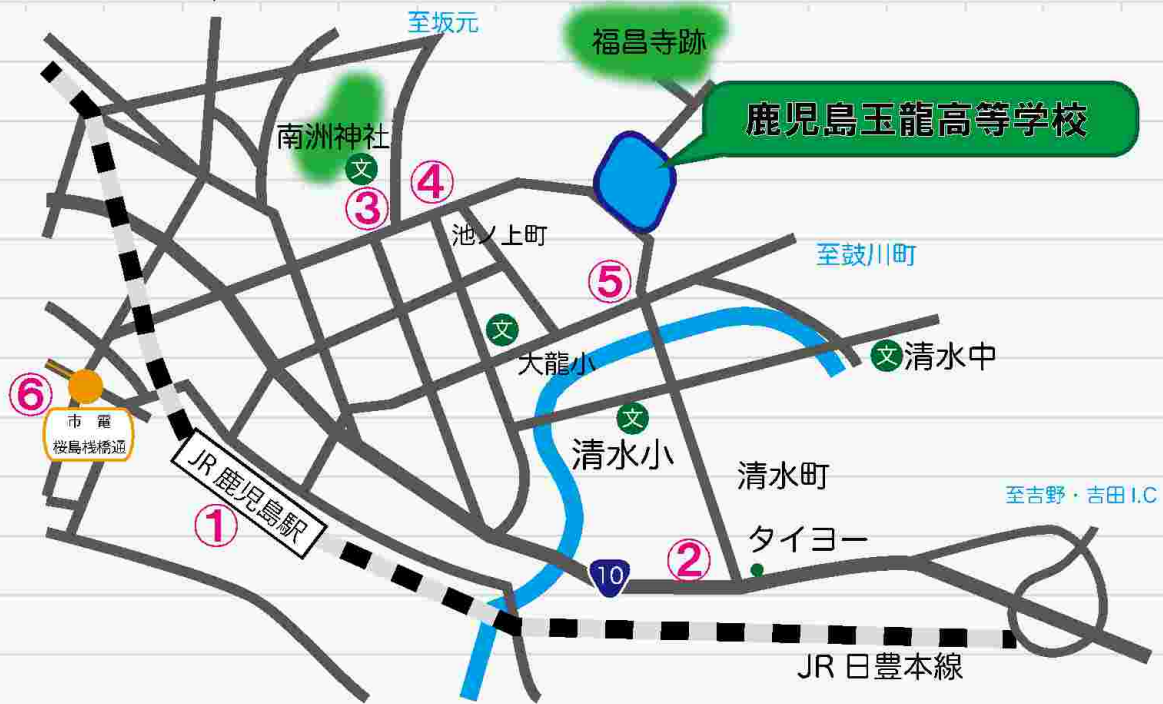 至坂元
福昌寺跡
鹿児島玉龍高等学校
南洲神社
文
③
④
池ノ上町
至鼓川町
⑤
文
大龍小
文
清水中
⑥
市電
桜島桟橋通
文
清水小
JR 鹿児島駅
①
清水町
至吉野・吉田I.C
タイヨー
②
10
JR 日豊本線